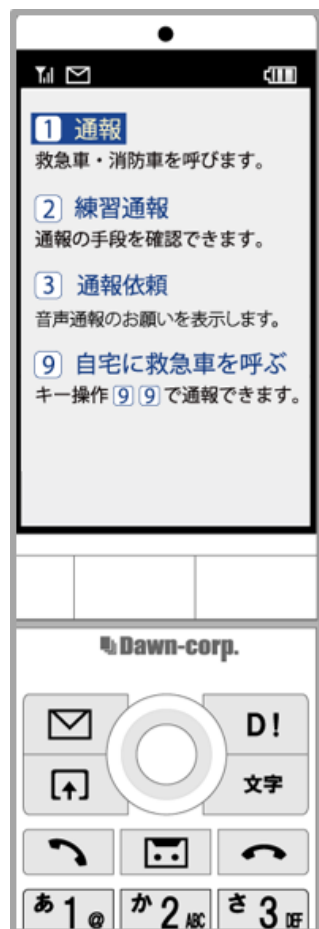 1 通報
救急車・消防車を呼びます。
2 練習通報
通報の手段を確認できます。
3 通報依頼
音声通報のお願いを表示します。
9 自宅に救急車を呼ぶ
キー操作 9 9 で通報できます。
Dawn-corp.
D!
文字
あ 1 @
か 2 ABC
さ 3 DEF